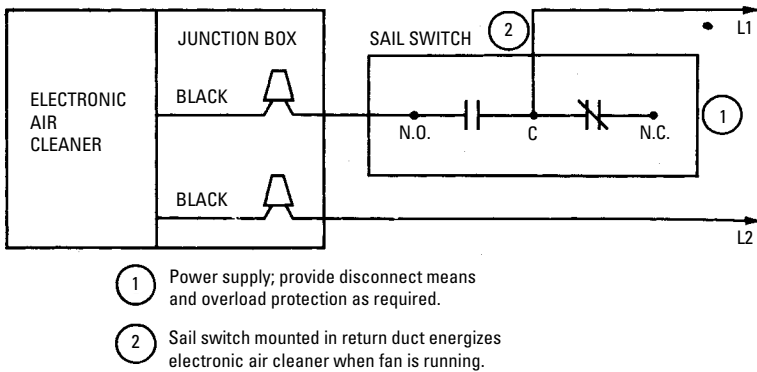 2
L1
JUNCTION BOX
SAIL SWITCH
ELECTRONIC
AIR
CLEANER
BLACK
N.O.
C
N.C.
1
BLACK
L2
1 Power supply; provide disconnect means
and overload protection as required.
2 Sail switch mounted in return duct energizes
electronic air cleaner when fan is running.